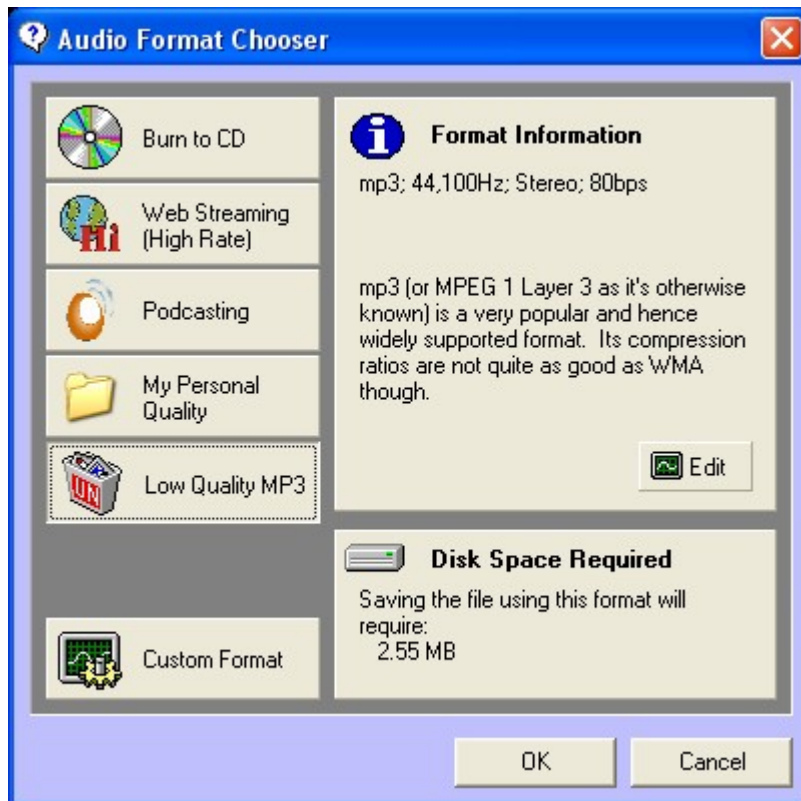 Audio Format Chooser
Burn to CD
Web Streaming
(High Rate)
Hi
Podcasting
My Personal
Quality
UN
Low Quality MP3
Custom Format
i
Format Information
mp3; 44,100Hz; Stereo; 80bps
mp3 (or MPEG 1 Layer 3 as it's otherwise
known) is a very popular and hence
widely supported format. Its compression
ratios are not quite as good as WMA
though.
Edit
Disk Space Required
Saving the file using this format will
require:
2.55 MB
OK
Cancel